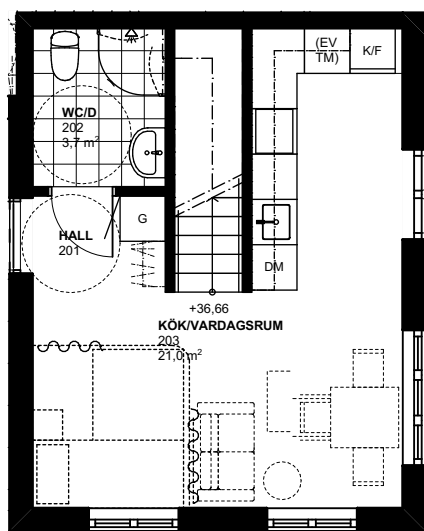 (EV
TM)
K/F
WC/D
202
3,7 m²
G
HALL
201
DM
+36,66
KÖK/VARDAGSRUM
203
21,0 m²